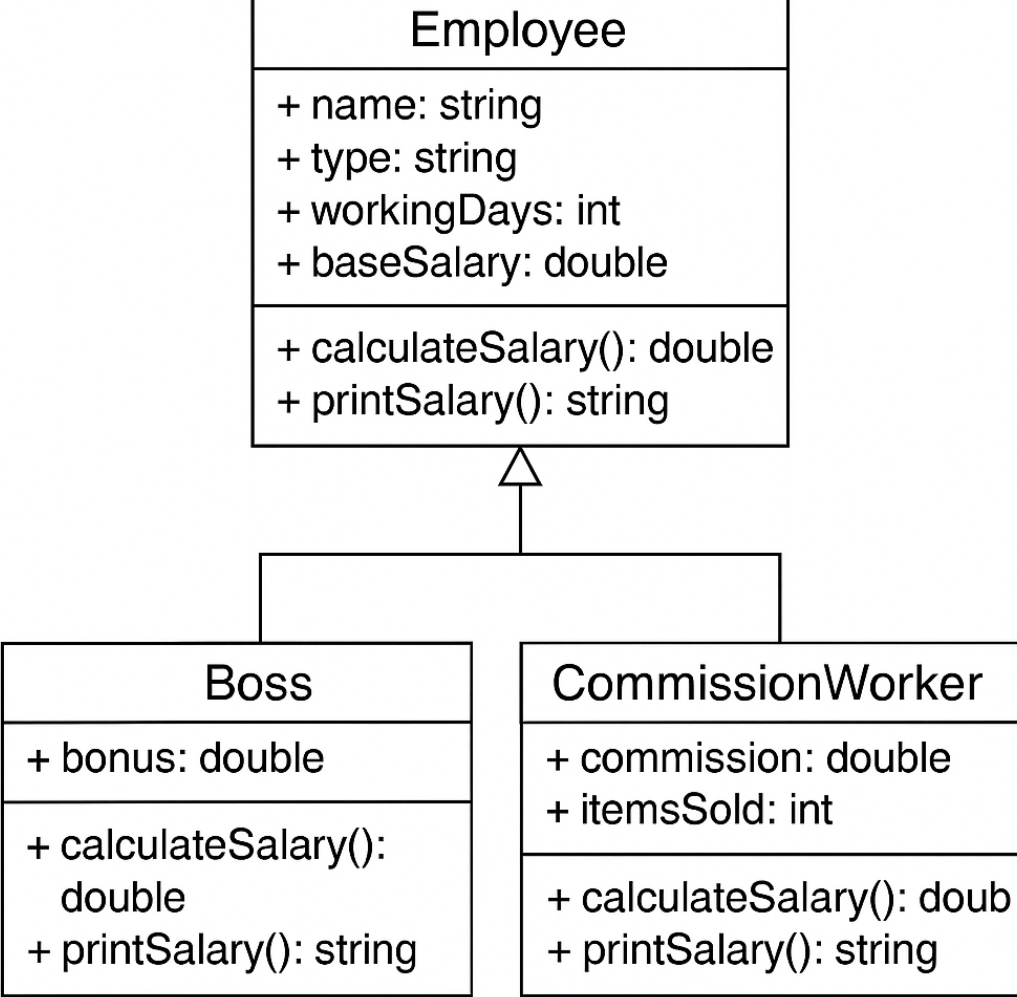 Employee
+ name: string
+ type: string
+ workingDays: int
+ baseSalary: double
+ calculateSalary(): double
+ printSalary(): string
Boss
+ bonus: double
+ calculateSalary():
double
+ printSalary(): string
CommissionWorker
+ commission: double
+ itemsSold: int
+ calculateSalary(): doub
+ printSalary(): string